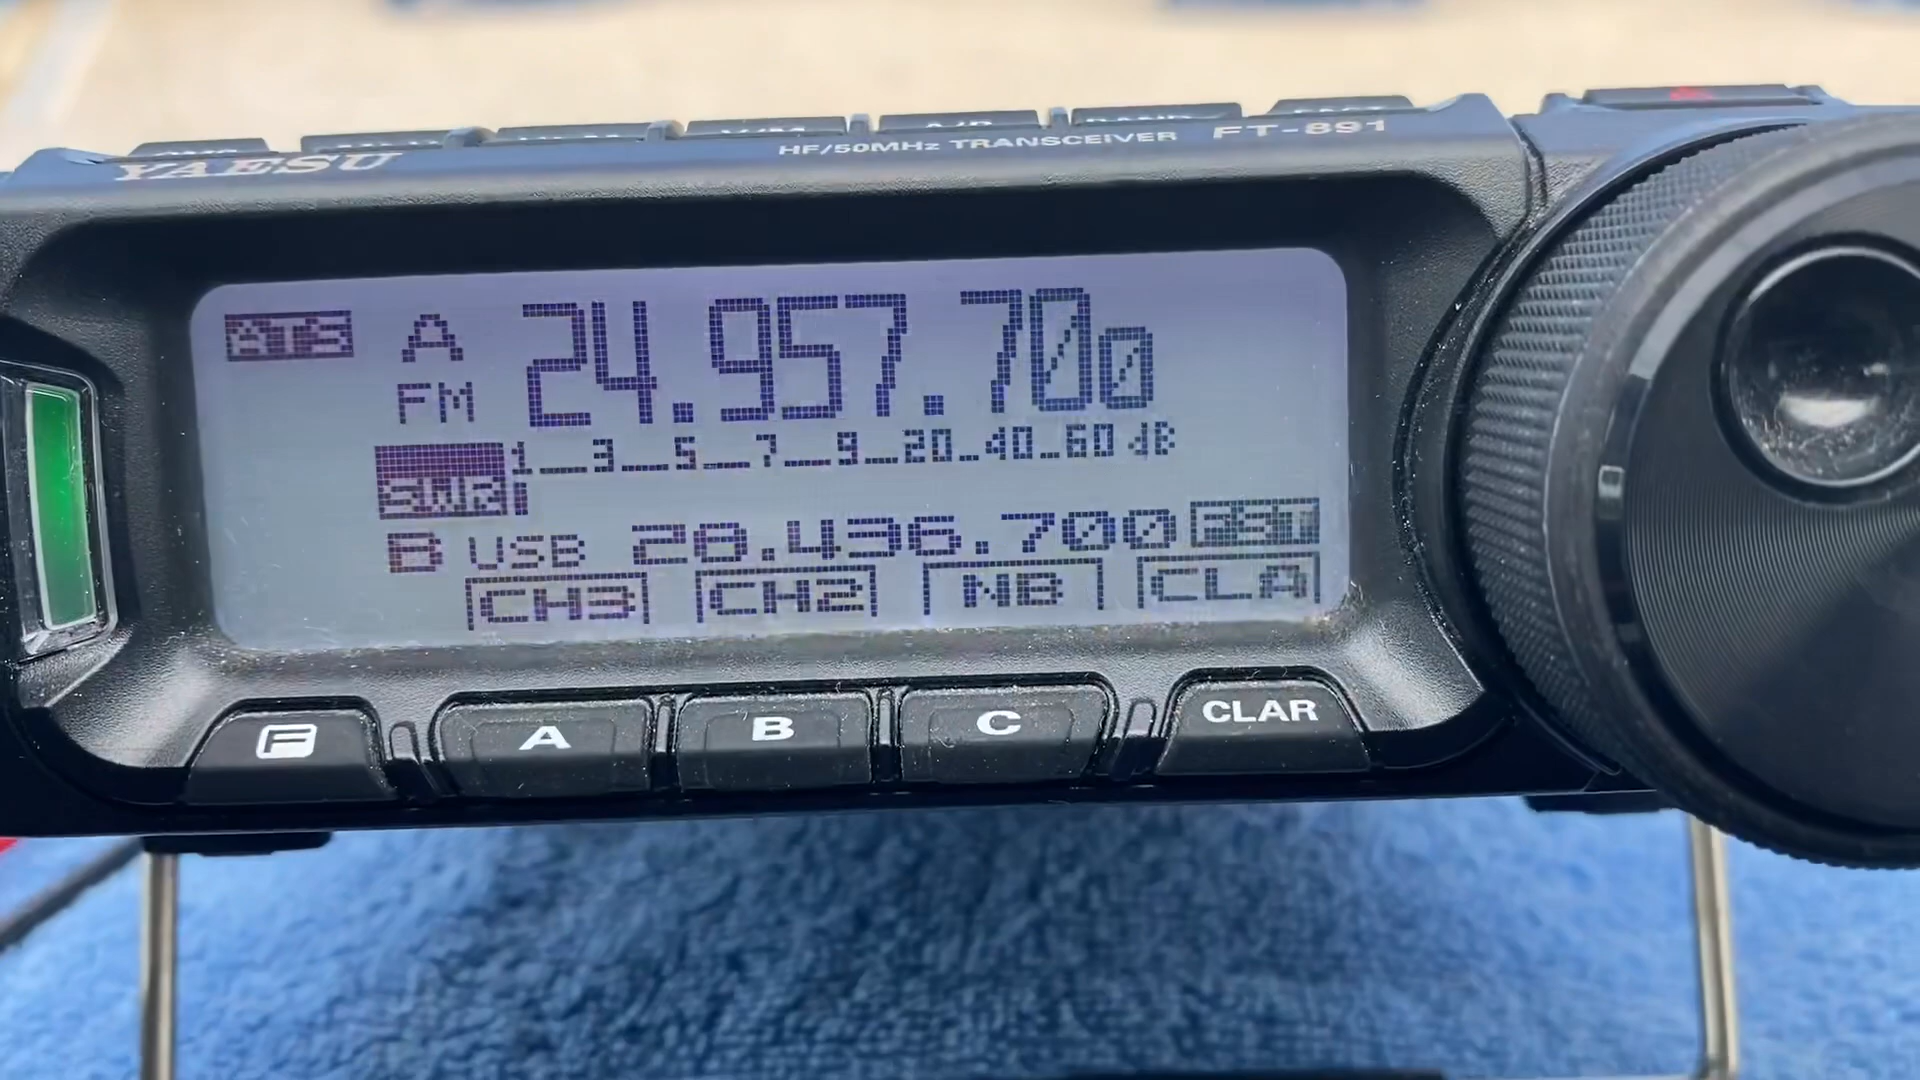 YAESU HF/50MHz TRANSCEIVER FT-891
ATS A 24.957.700
FM
1 3 5 7 9 20 40 60 dB
SWR
B USB 28.436.700 FST
CH3 CH2 NB CLA
F A B C CLAR